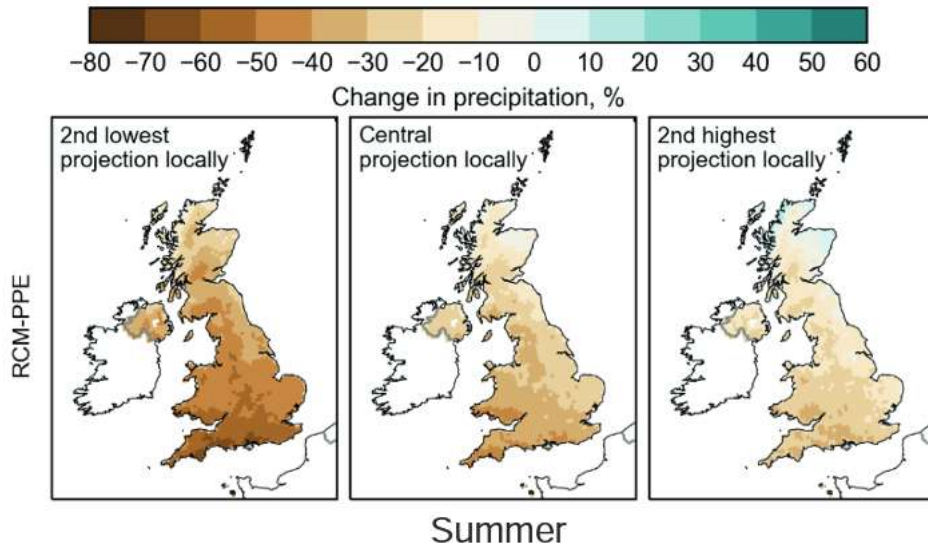 −80 −70 −60 −50 −40 −30 −20 −10 0 10 20 30 40 50 60
Change in precipitation, %
2nd lowest
projection locally
Central
projection locally
2nd highest
projection locally
RCM-PPE
Summer